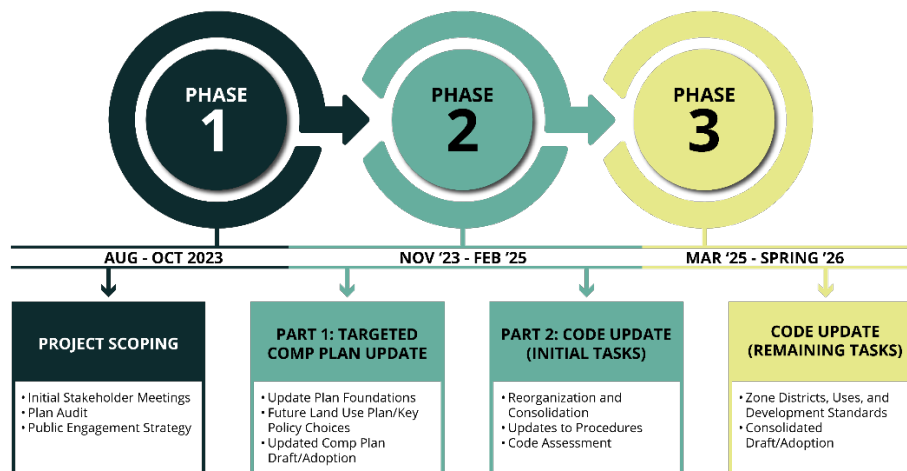 PHASE
1
PHASE
2
PHASE
3
AUG - OCT 2023
NOV '23 - FEB '25
MAR '25 - SPRING '26
PROJECT SCOPING
• Initial Stakeholder Meetings
• Plan Audit
• Public Engagement Strategy
PART 1: TARGETED
COMP PLAN UPDATE
• Update Plan Foundations
• Future Land Use Plan/Key
Policy Choices
• Updated Comp Plan
Draft/Adoption
PART 2: CODE UPDATE
(INITIAL TASKS)
• Reorganization and
Consolidation
• Updates to Procedures
• Code Assessment
CODE UPDATE
(REMAINING TASKS)
• Zone Districts, Uses, and
Development Standards
• Consolidated
Draft/Adoption